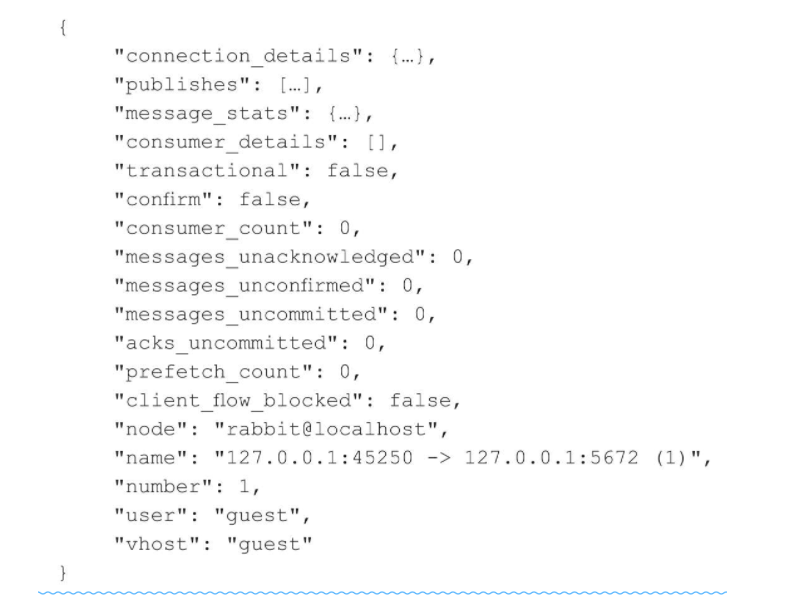 {
"connection_details": {…},
"publishes": […],
"message_stats": {…},
"consumer_details": [],
"transactional": false,
"confirm": false,
"consumer_count": 0,
"messages_unacknowledged": 0,
"messages_unconfirmed": 0,
"messages_uncommitted": 0,
"acks_uncommitted": 0,
"prefetch_count": 0,
"client_flow_blocked": false,
"node": "rabbit@localhost",
"name": "127.0.0.1:45250 -> 127.0.0.1:5672 (1)",
"number": 1,
"user": "guest",
"vhost": "guest"
}